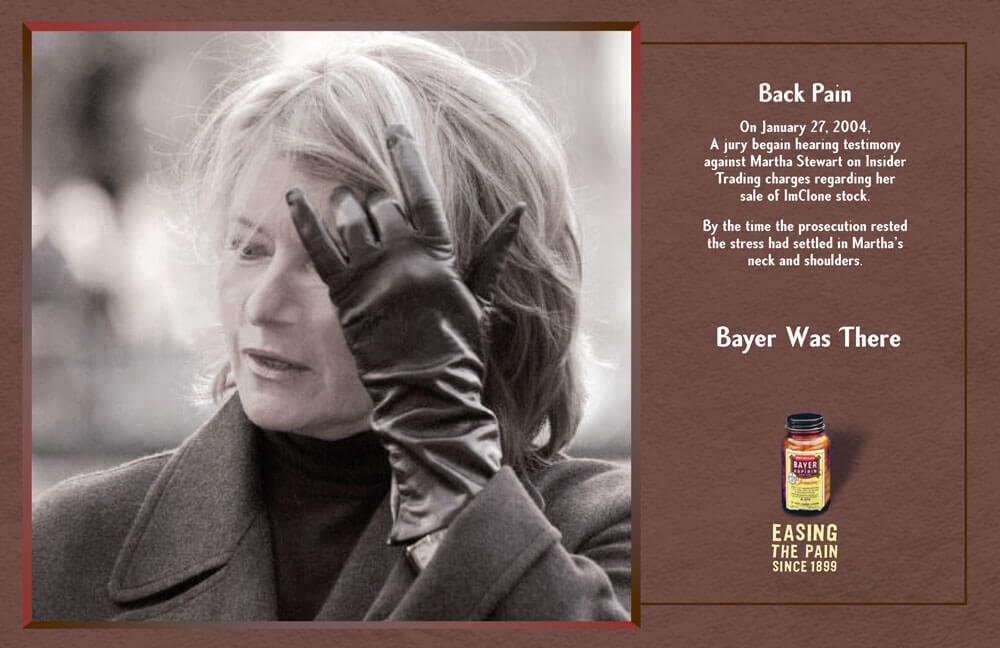 Back Pain
On January 27, 2004,
A jury begain hearing testimony
against Martha Stewart on Insider
Trading charges regarding her
sale of ImClone stock.
By the time the prosecution rested
the stress had settled in Martha's
neck and shoulders.
Bayer Was There
BAYER
ASPIRIN
EASING
THE PAIN
SINCE 1899